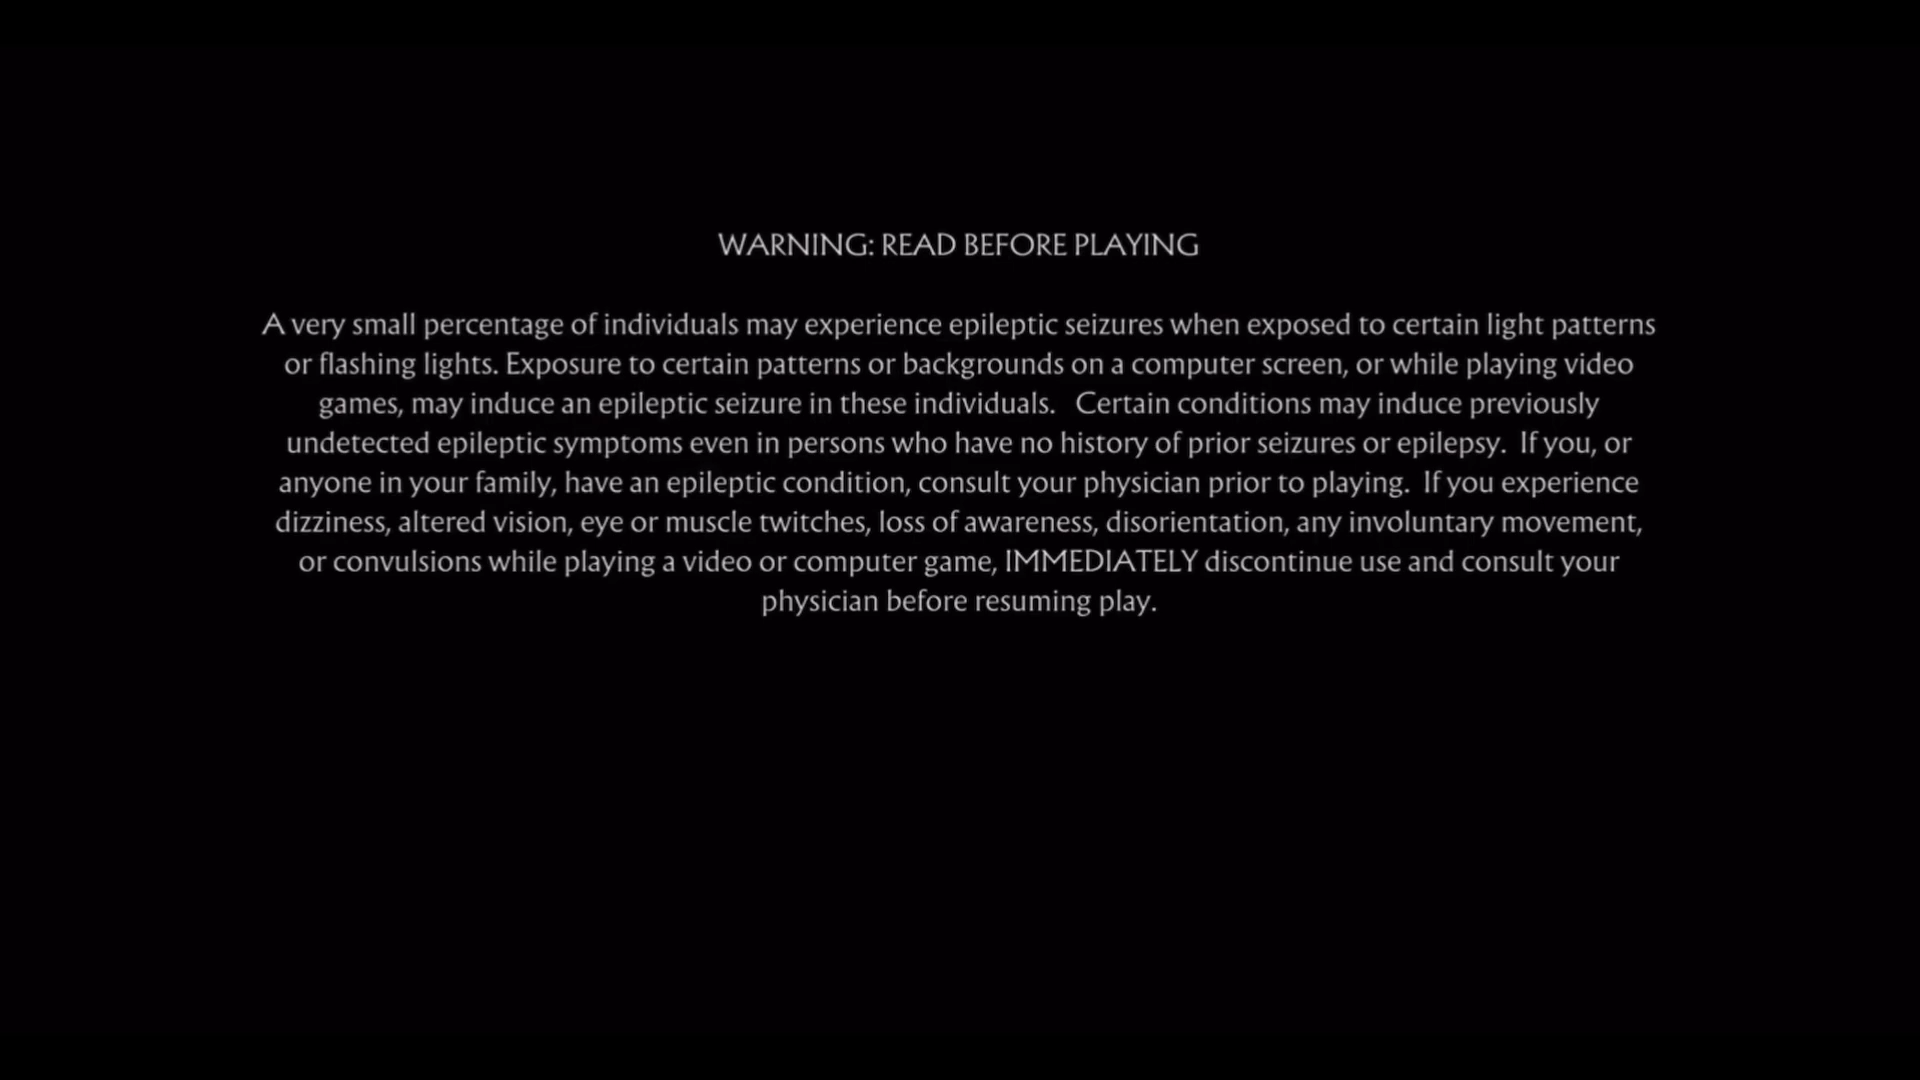 WARNING: READ BEFORE PLAYING
A very small percentage of individuals may experience epileptic seizures when exposed to certain light patterns
or flashing lights. Exposure to certain patterns or backgrounds on a computer screen, or while playing video
games, may induce an epileptic seizure in these individuals.   Certain conditions may induce previously
undetected epileptic symptoms even in persons who have no history of prior seizures or epilepsy.  If you, or
anyone in your family, have an epileptic condition, consult your physician prior to playing.  If you experience
dizziness, altered vision, eye or muscle twitches, loss of awareness, disorientation, any involuntary movement,
or convulsions while playing a video or computer game, IMMEDIATELY discontinue use and consult your
physician before resuming play.